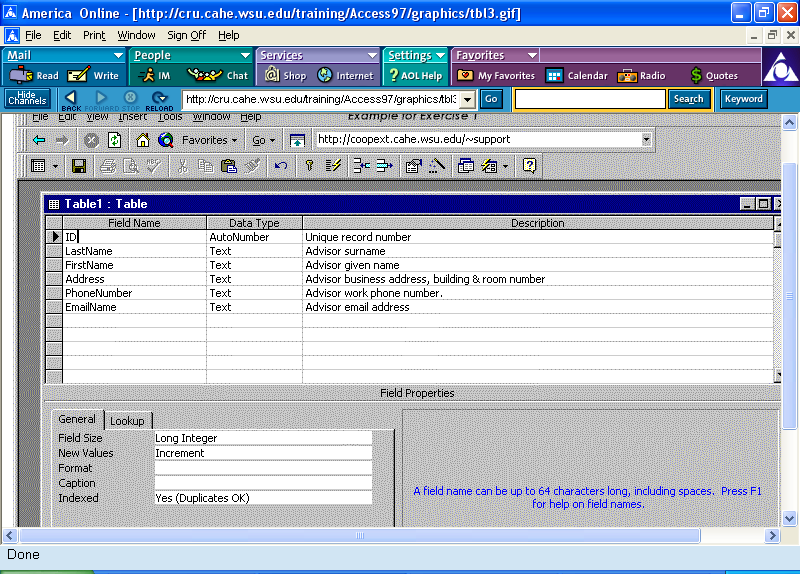 America Online - [http://cru.cahe.wsu.edu/training/Access97/graphics/tbl3.gif]
File Edit Print Window Sign Off Help
Mail People Services Settings Favorites
Read Write IM Chat Shop Internet AOL Help My Favorites Calendar Radio Quotes
Hide Channels BACK FORWARD STOP RELOAD http://cru.cahe.wsu.edu/training/Access97/graphics/tbl3 Go Search Keyword
File Edit View Insert Tools Window Help Example for Exercise 1
Favorites Go http://coopext.cahe.wsu.edu/~support
Table1 : Table
Field Name Data Type Description
ID AutoNumber Unique record number
LastName Text Advisor surname
FirstName Text Advisor given name
Address Text Advisor business address, building & room number
PhoneNumber Text Advisor work phone number.
EmailName Text Advisor email address
Field Properties
General Lookup
Field Size Long Integer
New Values Increment
Format
Caption
Indexed Yes (Duplicates OK)
A field name can be up to 64 characters long, including spaces. Press F1
for help on field names.
Done